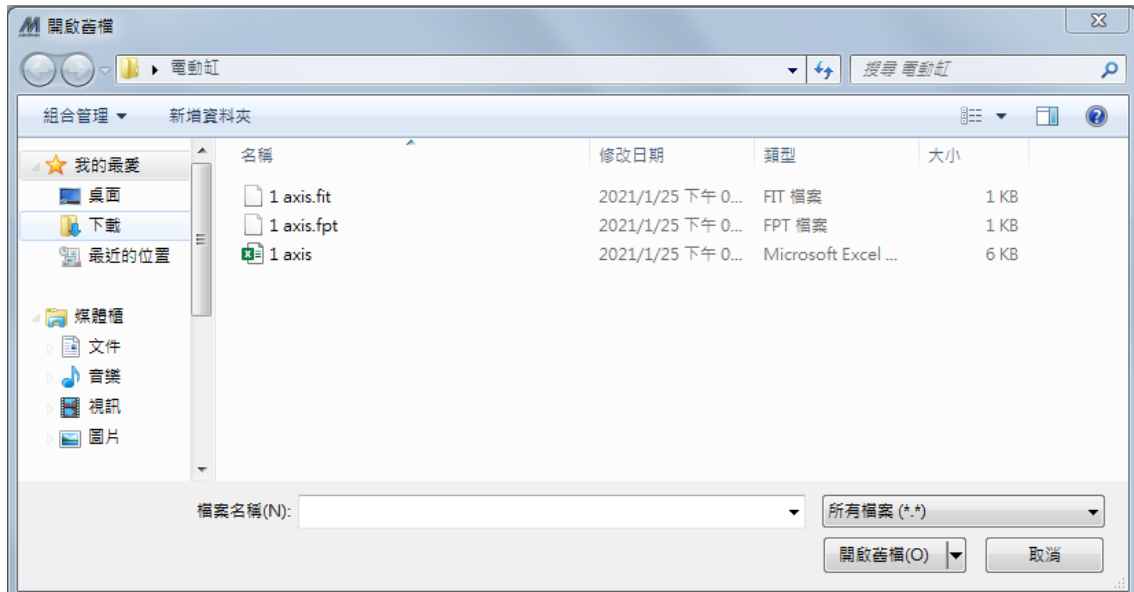 開啟舊檔
電動缸
搜尋 電動缸
組合管理 新增資料夾
名稱 修改日期 類型 大小
我的最愛
桌面
下載
最近的位置
媒體櫃
文件
音樂
視訊
圖片
1 axis.fit 2021/1/25 下午 0... FIT 檔案 1 KB
1 axis.fpt 2021/1/25 下午 0... FPT 檔案 1 KB
1 axis 2021/1/25 下午 0... Microsoft Excel ... 6 KB
檔案名稱(N): 所有檔案 (*.*)
開啟舊檔(O) 取消